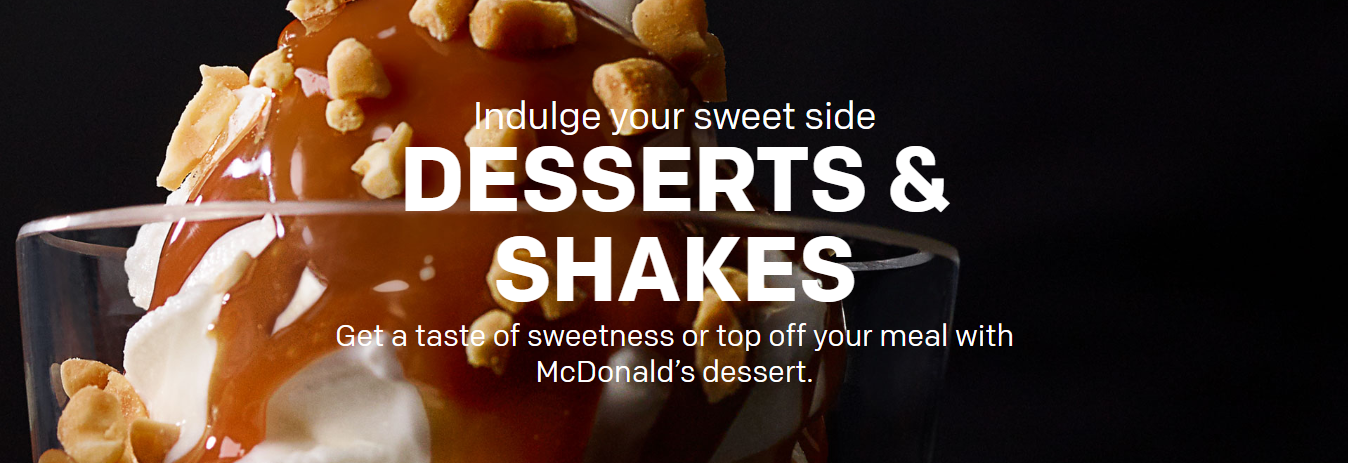 Indulge your sweet side
DESSERTS &
SHAKES
Get a taste of sweetness or top off your meal with
McDonald’s dessert.